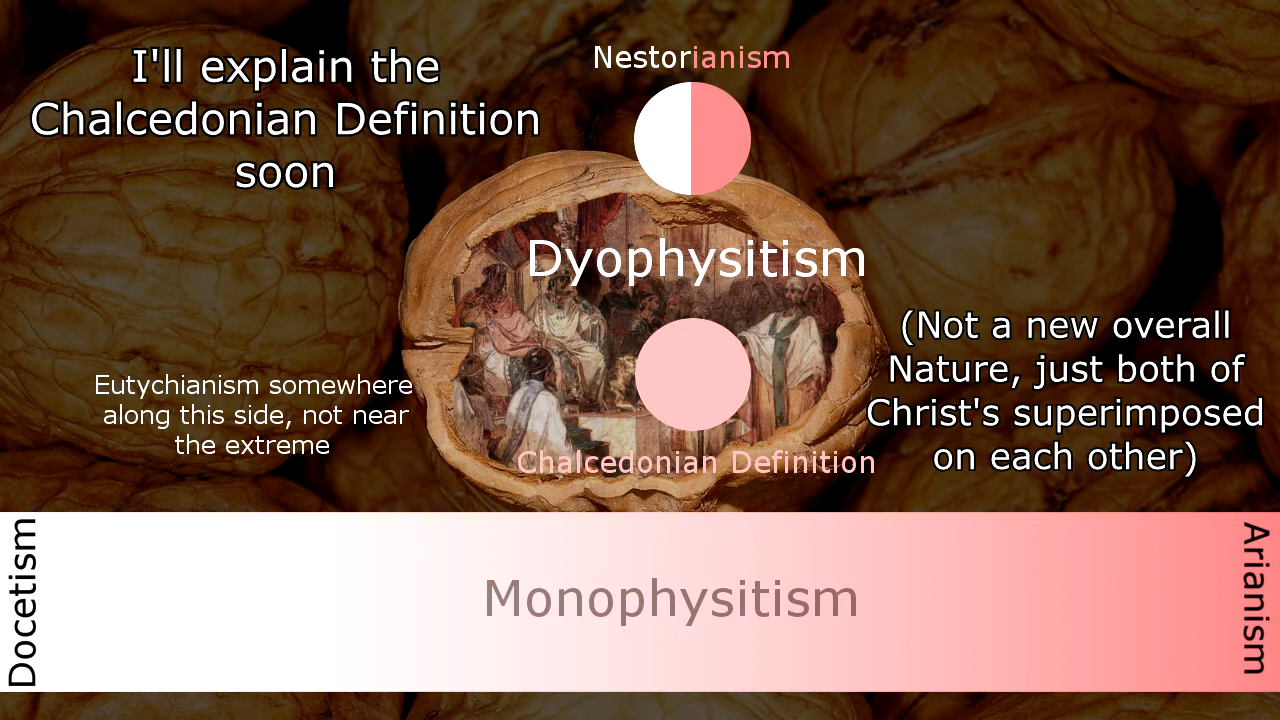 I'll explain the
Chalcedonian Definition
soon
Nestorianism
Dyophysitism
(Not a new overall
Nature, just both of
Christ's superimposed
on each other)
Eutychianism somewhere
along this side, not near
the extreme
Chalcedonian Definition
Docetism
Monophysitism
Arianism